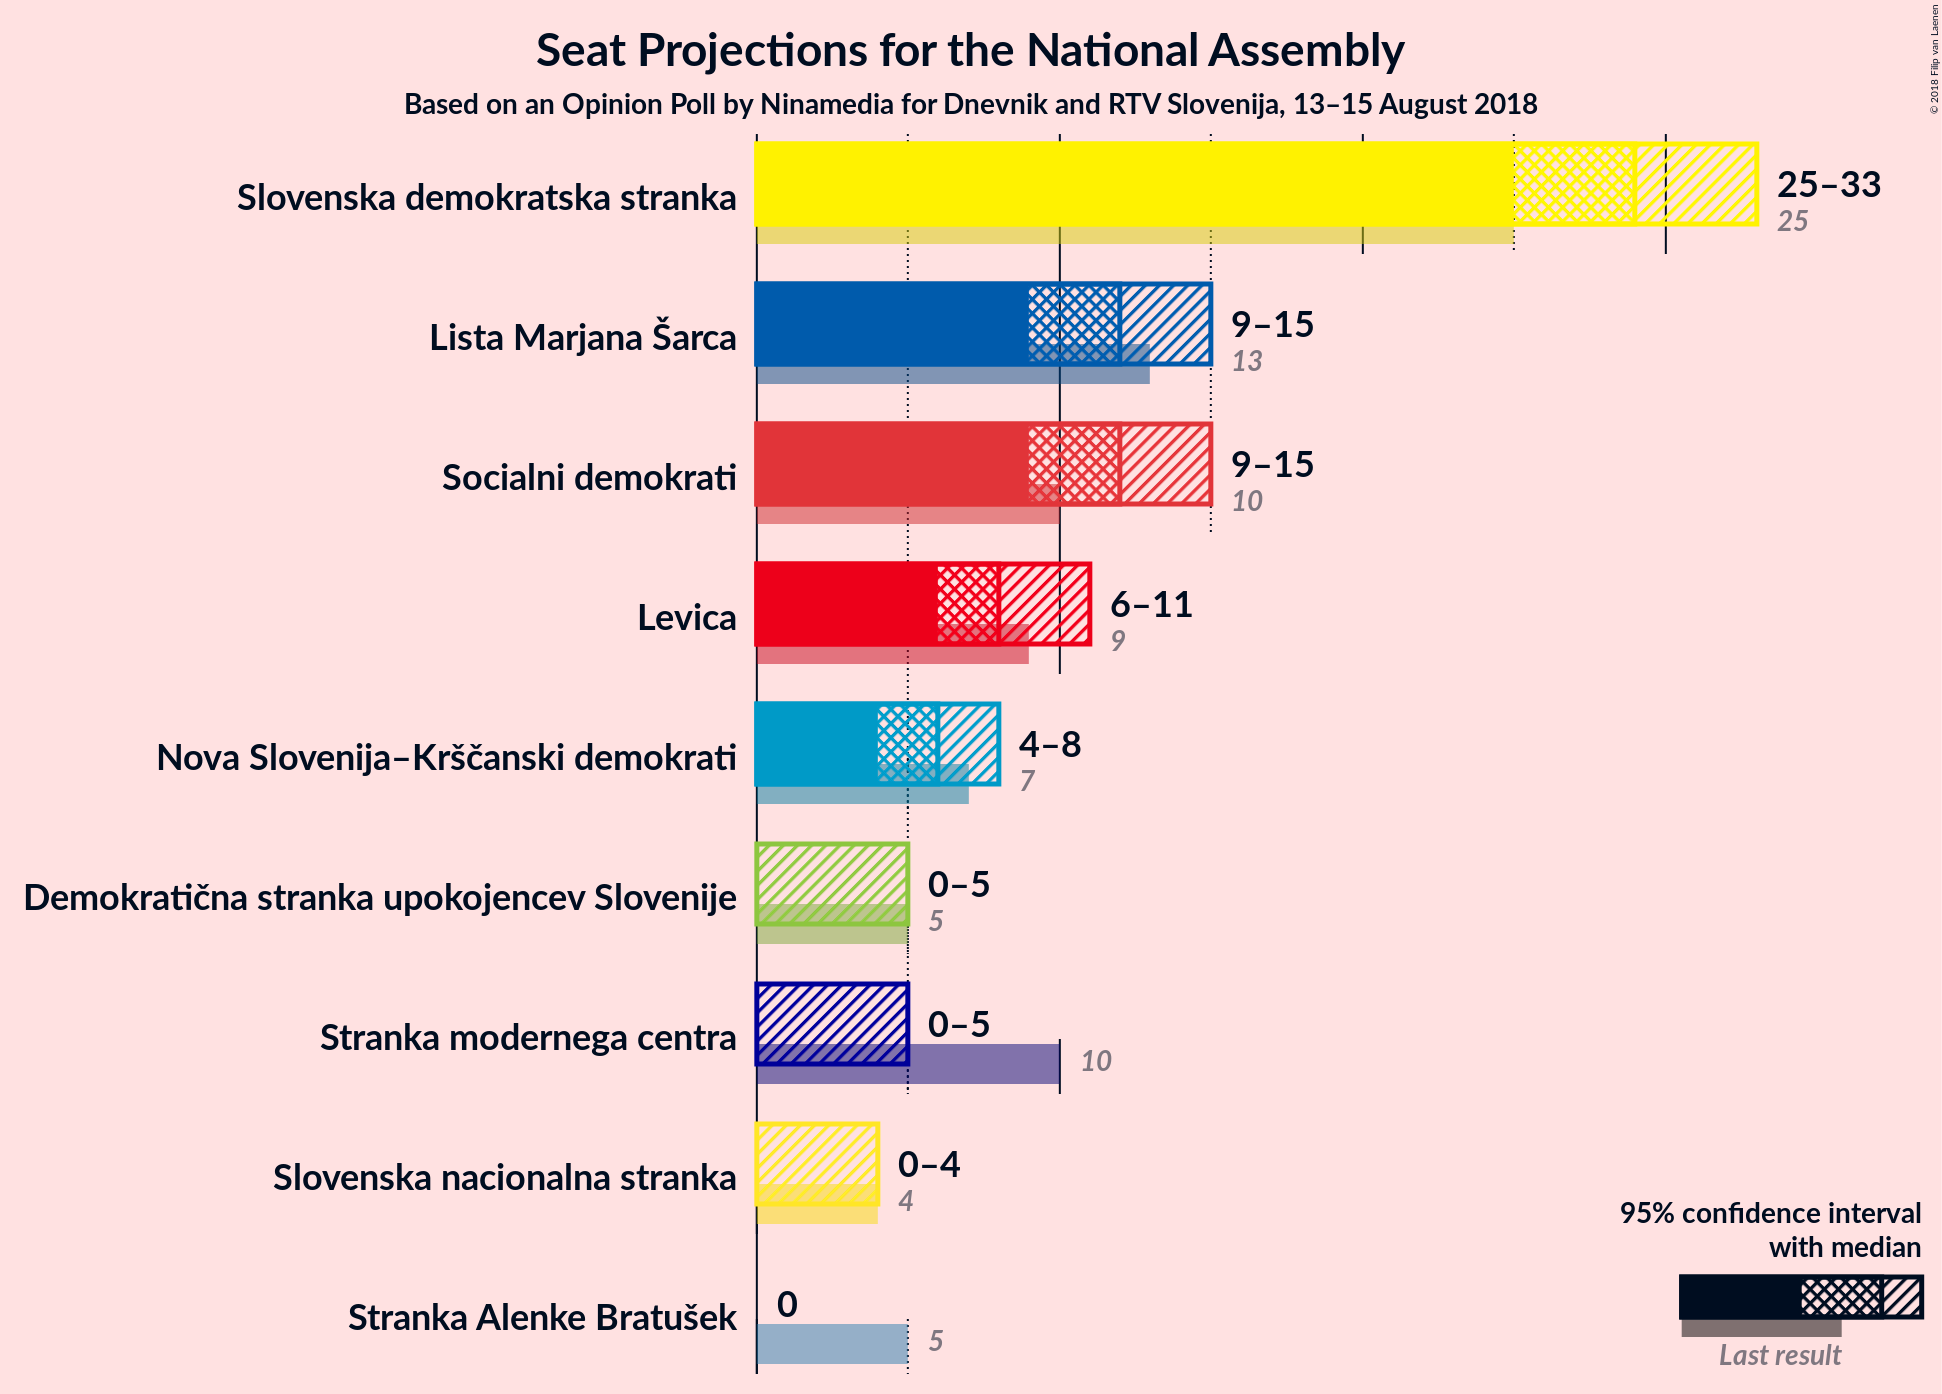 Seat Projections for the National Assembly
Based on an Opinion Poll by Ninamedia for Dnevnik and RTV Slovenija, 13–15 August 2018
© 2018 Filip van Laenen
Slovenska demokratska stranka
25–33
25
Lista Marjana Šarca
9–15
13
Socialni demokrati
9–15
10
Levica
6–11
9
Nova Slovenija–Krščanski demokrati
4–8
7
Demokratična stranka upokojencev Slovenije
0–5
5
Stranka modernega centra
0–5
10
Slovenska nacionalna stranka
0–4
4
Stranka Alenke Bratušek
0
5
95% confidence interval
with median
Last result